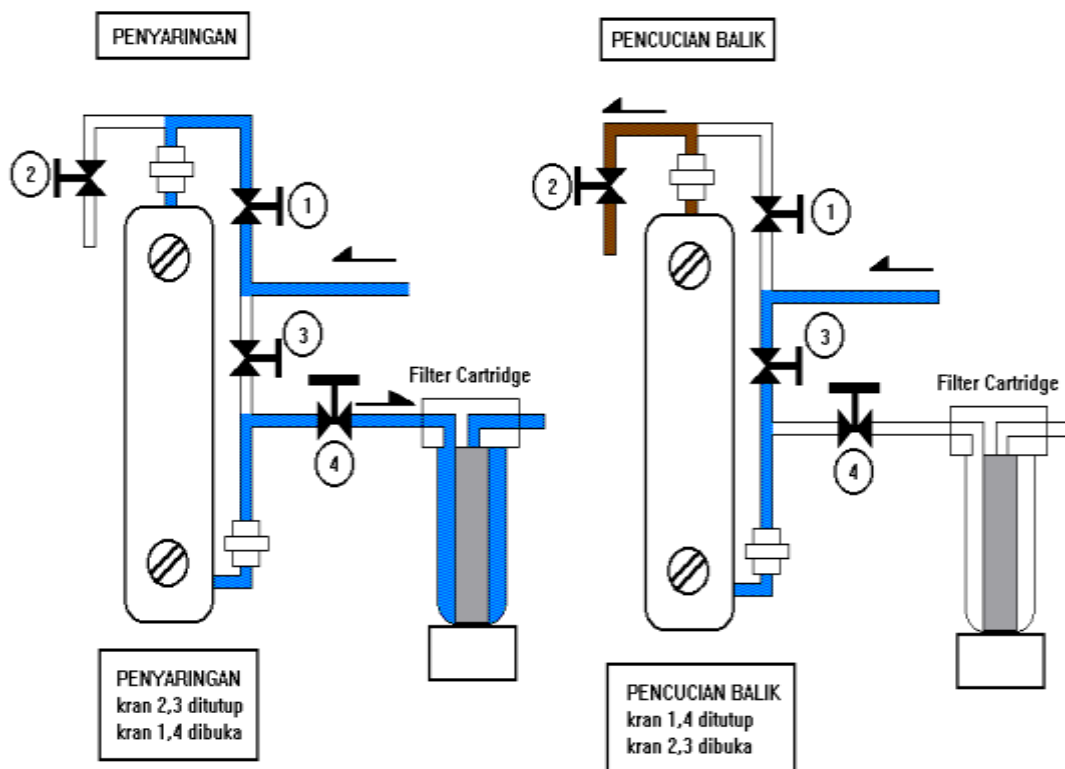 PENYARINGAN
2
1
3
Filter Cartridge
4
PENYARINGAN
kran 2,3 ditutup
kran 1,4 dibuka
PENCUCIAN BALIK
2
1
3
Filter Cartridge
4
PENCUCIAN BALIK
kran 1,4 ditutup
kran 2,3 dibuka